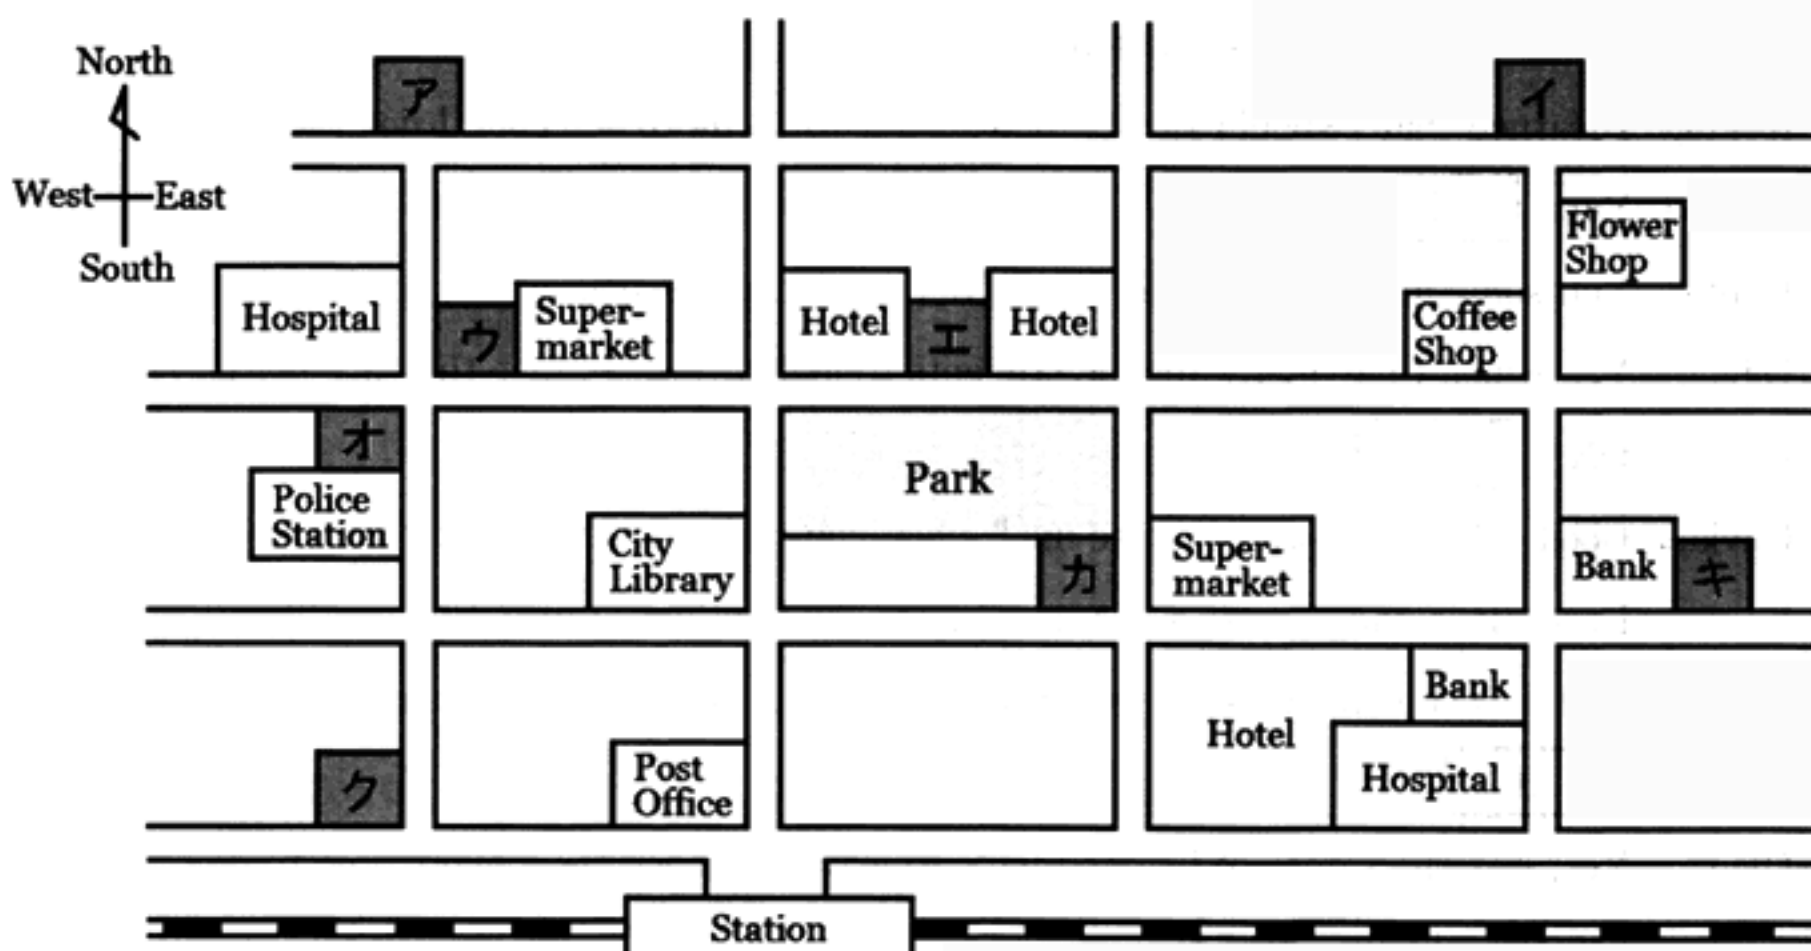 North
ア
イ
West
East
South
Flower
Shop
Hospital
ウ
Super-
market
Hotel
エ
Hotel
Coffee
Shop
オ
Police
Station
City
Library
Park
カ
Super-
market
Bank
キ
Bank
Hotel
Hospital
ク
Post
Office
Station